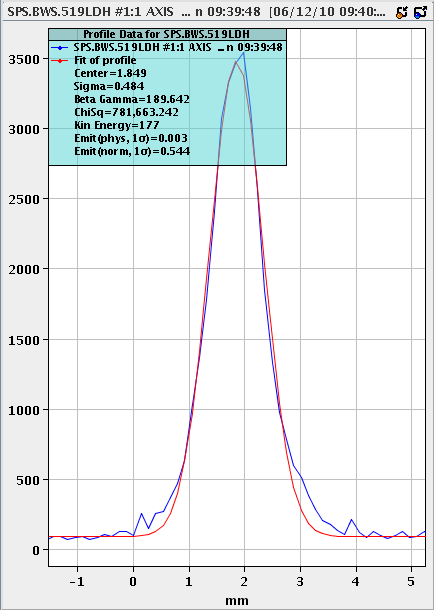 SPS.BWS.519LDH #1:1 AXIS ... n 09:39:48 [06/12/10 09:40:...
Profile Data for SPS.BWS.519LDH
SPS.BWS.519LDH #1:1 AXIS ... n 09:39:48
Fit of profile
Center=1.849
Sigma=0.484
Beta Gamma=189.642
ChiSq=781,663.242
Kin Energy=177
Emit(phys, 1σ)=0.003
Emit(norm, 1σ)=0.544
3500
3000
2500
2000
1500
1000
500
0
-1 0 1 2 3 4 5
mm